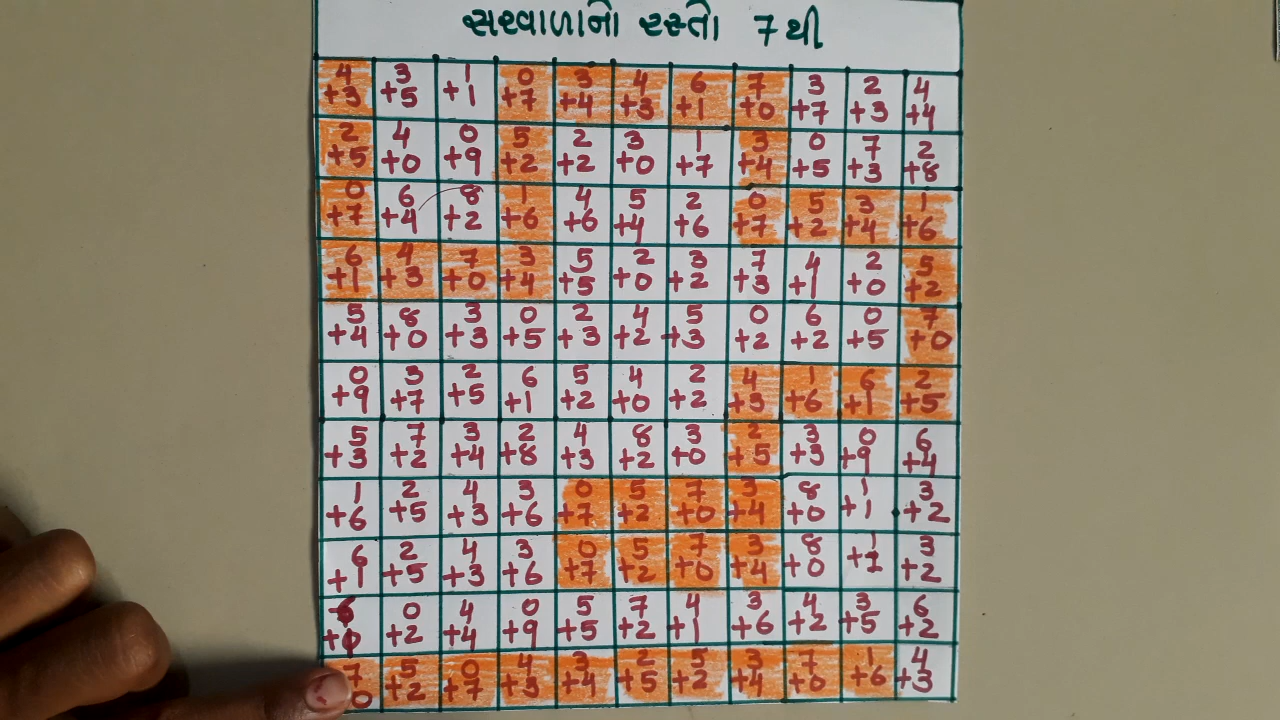 સરવાળાનો રસ્તો 7થી
4 3 1 0 3 4 6 7 3 2 4
+3 +5 +1 +7 +4 +3 +1 +0 +7 +3 +4
2 4 0 5 2 3 1 3 0 7 2
+5 +0 +9 +2 +2 +0 +7 +4 +5 +3 +8
0 6 8 1 4 5 2 0 5 3 1
+7 +4 +2 +6 +6 +4 +6 +7 +2 +4 +6
6 4 7 3 5 2 3 7 4 2 5
+1 +3 +0 +4 +5 +0 +2 +3 +1 +0 +2
5 8 3 0 2 4 5 0 6 0 7
+4 +0 +3 +5 +3 +2 +3 +2 +2 +5 +0
0 3 2 6 5 4 2 4 1 6 2
+9 +7 +5 +1 +2 +0 +2 +3 +6 +1 +5
5 7 3 2 4 8 3 2 3 0 6
+3 +2 +4 +8 +3 +2 +0 +5 +3 +9 +4
1 2 4 3 0 5 7 3 8 1 3
+6 +5 +3 +6 +7 +2 +0 +4 +0 +1 +2
6 2 4 3 0 5 7 3 8 1 3
+1 +5 +3 +6 +7 +2 +0 +4 +0 +1 +2
0 4 0 5 7 4 3 4 3 6
+2 +4 +9 +5 +2 +1 +6 +2 +5 +2
7 5 0 4 3 2 5 3 7 1 4
0 +2 +7 +3 +4 +5 +2 +4 +0 +6 +3